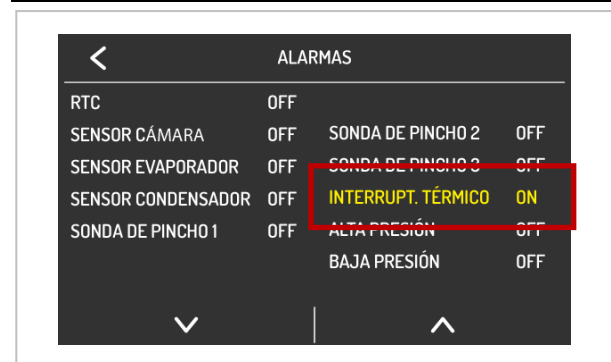 ALARMAS
RTC OFF
SENSOR CÁMARA OFF
SENSOR EVAPORADOR OFF
SENSOR CONDENSADOR OFF
SONDA DE PINCHO 1 OFF
SONDA DE PINCHO 2 OFF
SONDA DE PINCHO 3 OFF
INTERRUPT. TÉRMICO ON
ALTA PRESIÓN OFF
BAJA PRESIÓN OFF